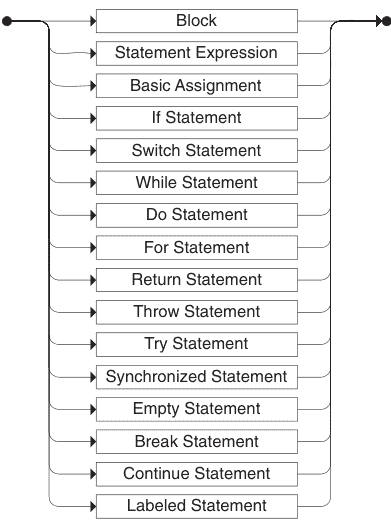 Block
Statement Expression
Basic Assignment
If Statement
Switch Statement
While Statement
Do Statement
For Statement
Return Statement
Throw Statement
Try Statement
Synchronized Statement
Empty Statement
Break Statement
Continue Statement
Labeled Statement